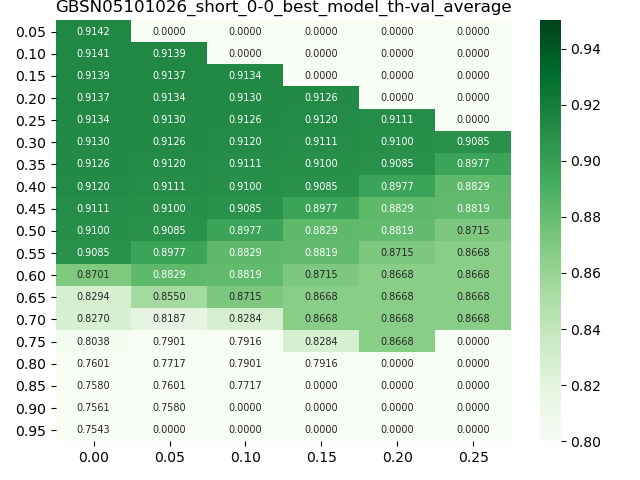 GBSN05101026_short_0-0_best_model_th-val_average
0.05 0.9142 0.0000 0.0000 0.0000 0.0000 0.0000
0.10 0.9141 0.9139 0.0000 0.0000 0.0000 0.0000
0.15 0.9139 0.9137 0.9134 0.0000 0.0000 0.0000
0.20 0.9137 0.9134 0.9130 0.9126 0.0000 0.0000
0.25 0.9134 0.9130 0.9126 0.9120 0.9111 0.0000
0.30 0.9130 0.9126 0.9120 0.9111 0.9100 0.9085
0.35 0.9126 0.9120 0.9111 0.9100 0.9085 0.8977
0.40 0.9120 0.9111 0.9100 0.9085 0.8977 0.8829
0.45 0.9111 0.9100 0.9085 0.8977 0.8829 0.8819
0.50 0.9100 0.9085 0.8977 0.8829 0.8819 0.8715
0.55 0.9085 0.8977 0.8829 0.8819 0.8715 0.8668
0.60 0.8701 0.8829 0.8819 0.8715 0.8668 0.8668
0.65 0.8294 0.8550 0.8715 0.8668 0.8668 0.8668
0.70 0.8270 0.8187 0.8284 0.8668 0.8668 0.8668
0.75 0.8038 0.7901 0.7916 0.8284 0.8668 0.0000
0.80 0.7601 0.7717 0.7901 0.7916 0.0000 0.0000
0.85 0.7580 0.7601 0.7717 0.0000 0.0000 0.0000
0.90 0.7561 0.7580 0.0000 0.0000 0.0000 0.0000
0.95 0.7543 0.0000 0.0000 0.0000 0.0000 0.0000
0.00 0.05 0.10 0.15 0.20 0.25
0.94
0.92
0.90
0.88
0.86
0.84
0.82
0.80